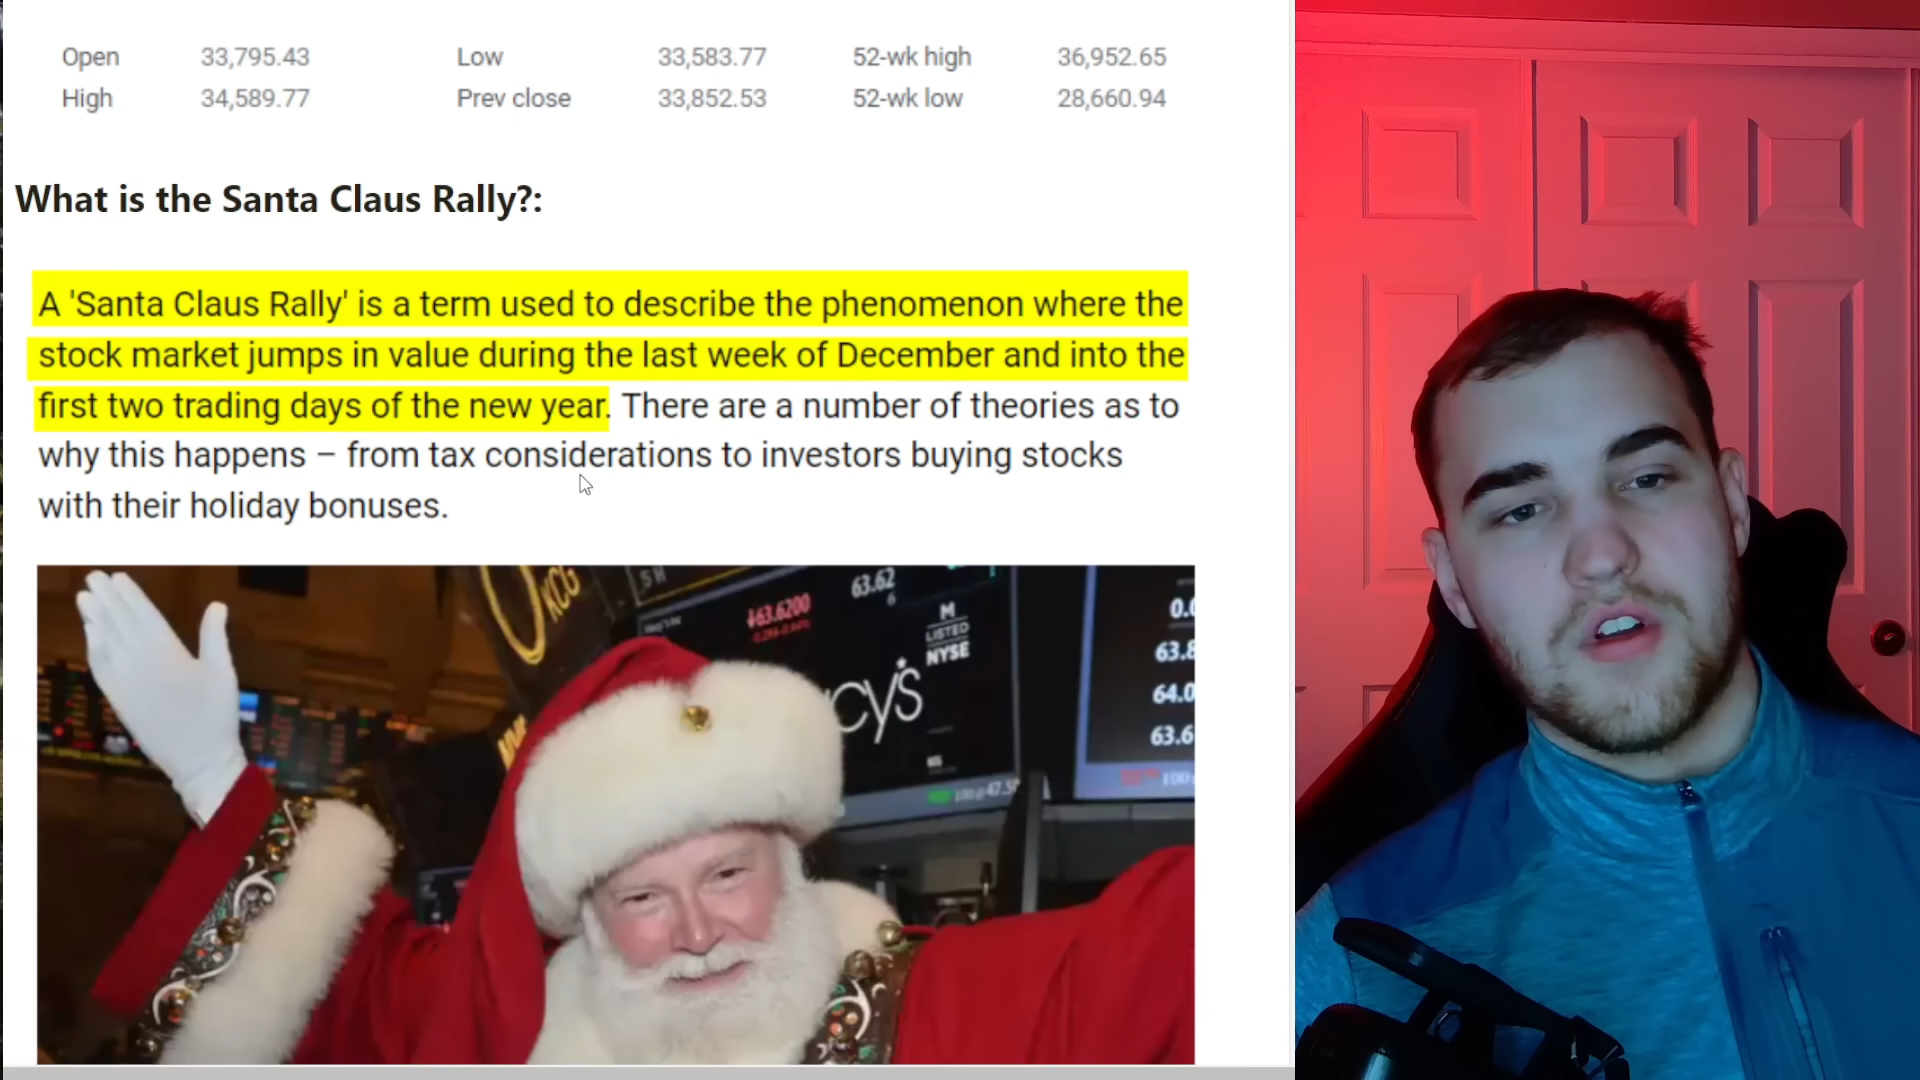 Open 33,795.43 Low 33,583.77 52-wk high 36,952.65
High 34,589.77 Prev close 33,852.53 52-wk low 28,660.94
What is the Santa Claus Rally?:
A 'Santa Claus Rally' is a term used to describe the phenomenon where the
stock market jumps in value during the last week of December and into the
first two trading days of the new year. There are a number of theories as to
why this happens – from tax considerations to investors buying stocks
with their holiday bonuses.
KCG
63.62
6
63.6200
M
LISTED
NYSE
cy's
63.8
64.0
63.6